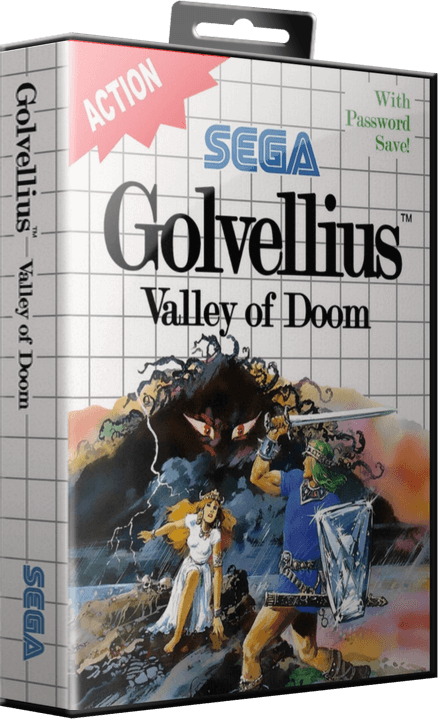 ACTION
With
Password
Save!
SEGA
Golvellius™
Valley of Doom
Golvellius™ – Valley of Doom
SEGA